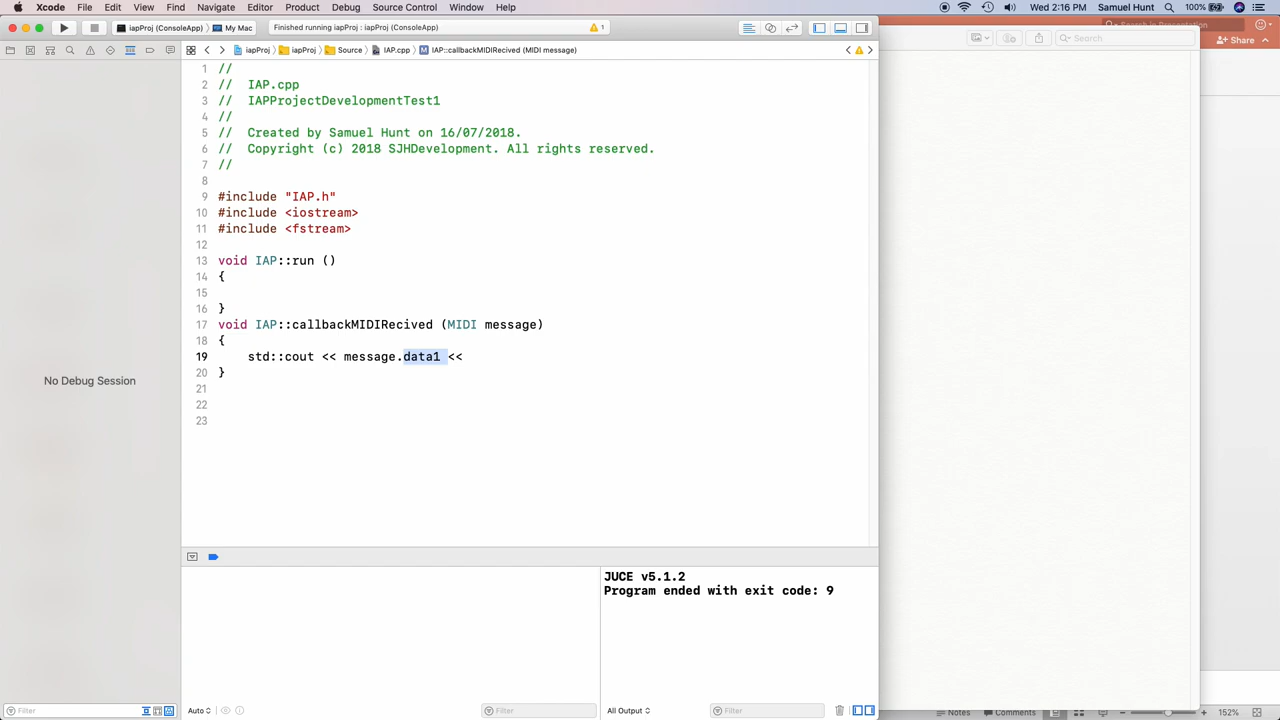 Xcode File Edit View Find Navigate Editor Product Debug Source Control Window Help
100% Wed 2:16 PM Samuel Hunt
iapProj (ConsoleApp) My Mac Finished running iapProj : iapProj (ConsoleApp) 1
Search in Presentation
Search
Share
iapProj iapProj Source IAP.cpp M IAP::callbackMIDIRecived (MIDI message)
1 //
2 // IAP.cpp
3 // IAPProjectDevelopmentTest1
4 //
5 // Created by Samuel Hunt on 16/07/2018.
6 // Copyright (c) 2018 SJHDevelopment. All rights reserved.
7 //
8
9 #include "IAP.h"
10 #include <iostream>
11 #include <fstream>
12
13 void IAP::run ()
14 {
15
16 }
17 void IAP::callbackMIDIRecived (MIDI message)
18 {
19 std::cout << message.data1 <<
20 }
21
22
23
No Debug Session
JUCE v5.1.2
Program ended with exit code: 9
Filter
Auto
Filter
All Output
Filter
Notes Comments 152%